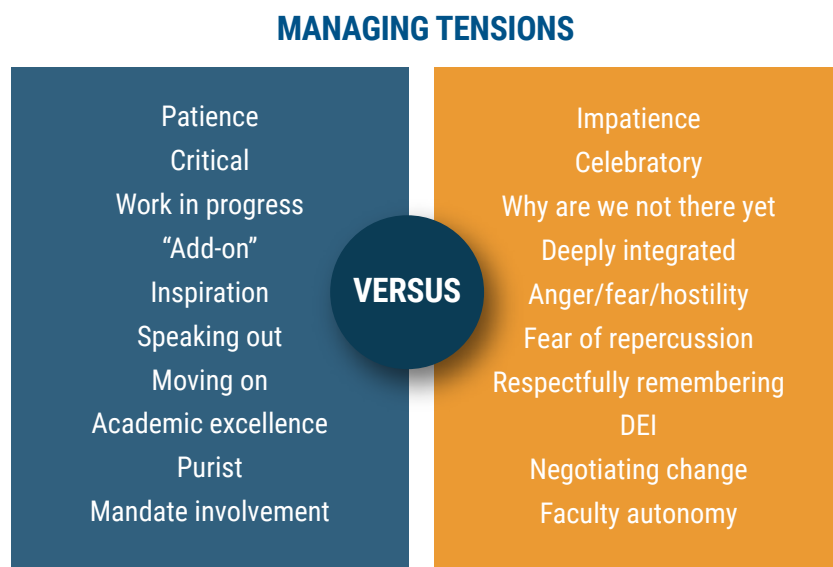 MANAGING TENSIONS
Patience
Critical
Work in progress
“Add-on”
Inspiration
Speaking out
Moving on
Academic excellence
Purist
Mandate involvement
VERSUS
Impatience
Celebratory
Why are we not there yet
Deeply integrated
Anger/fear/hostility
Fear of repercussion
Respectfully remembering
DEI
Negotiating change
Faculty autonomy